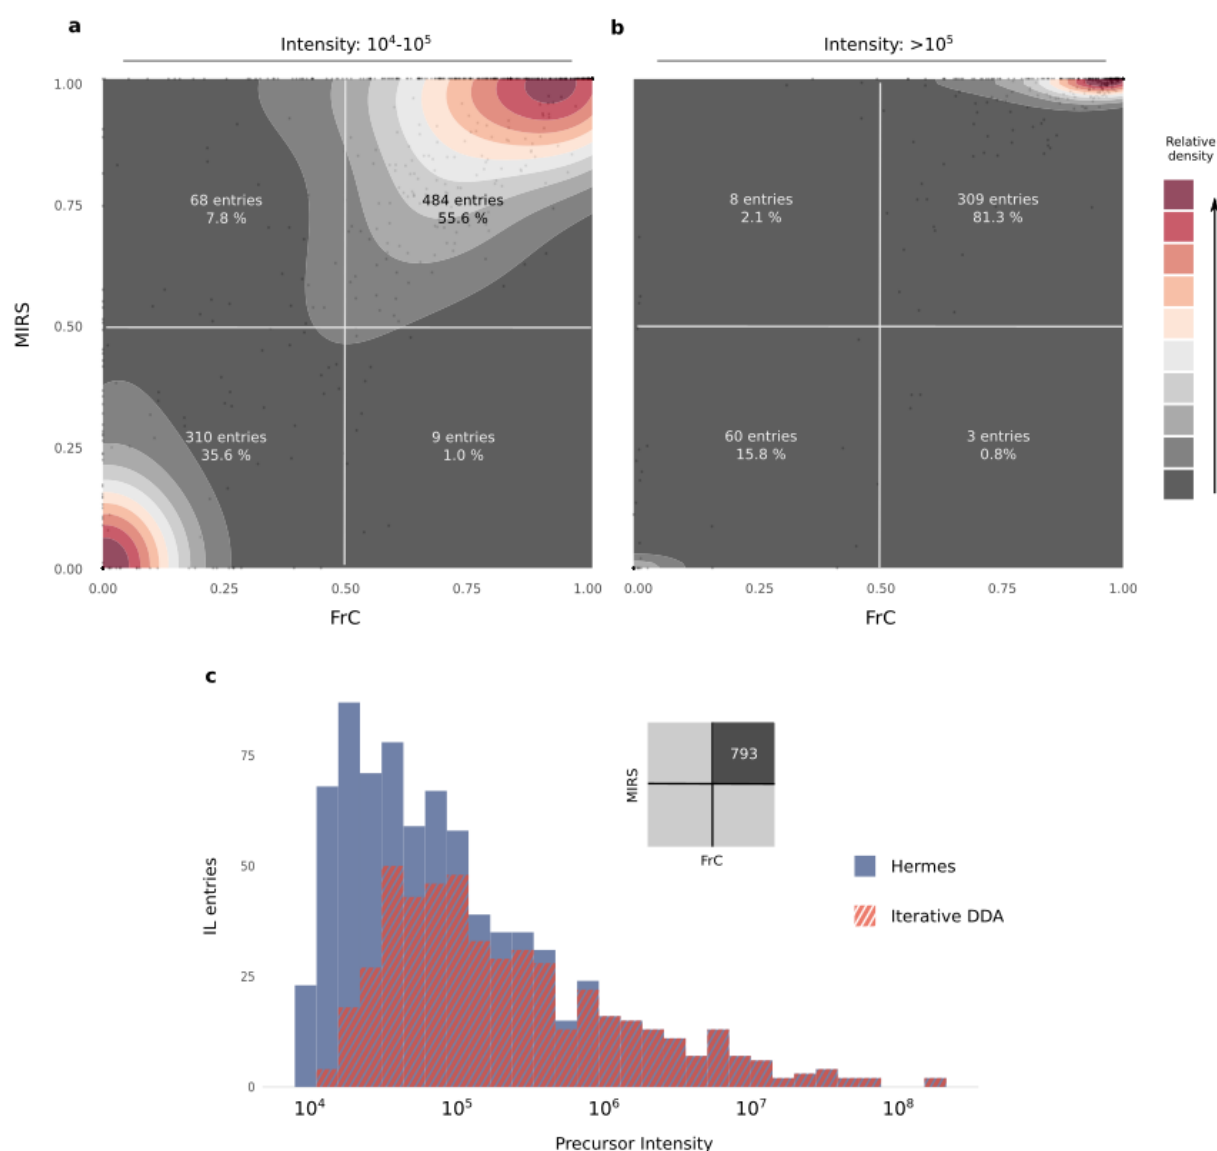 a
Intensity: 10⁴-10⁵
b
Intensity: >10⁵
1.00
0.75
0.50
0.25
0.00
MIRS
68 entries
7.8 %
484 entries
55.6 %
310 entries
35.6 %
9 entries
1.0 %
0.00 0.25 0.50 0.75 1.00
FrC
8 entries
2.1 %
309 entries
81.3 %
60 entries
15.8 %
3 entries
0.8%
0.00 0.25 0.50 0.75 1.00
FrC
Relative
density
c
75
50
25
0
IL entries
10⁴ 10⁵ 10⁶ 10⁷ 10⁸
Precursor Intensity
793
MIRS
FrC
Hermes
Iterative DDA